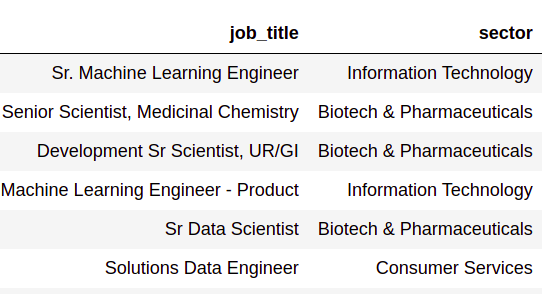 job_title sector
Sr. Machine Learning Engineer Information Technology
Senior Scientist, Medicinal Chemistry Biotech & Pharmaceuticals
Development Sr Scientist, UR/GI Biotech & Pharmaceuticals
Machine Learning Engineer - Product Information Technology
Sr Data Scientist Biotech & Pharmaceuticals
Solutions Data Engineer Consumer Services